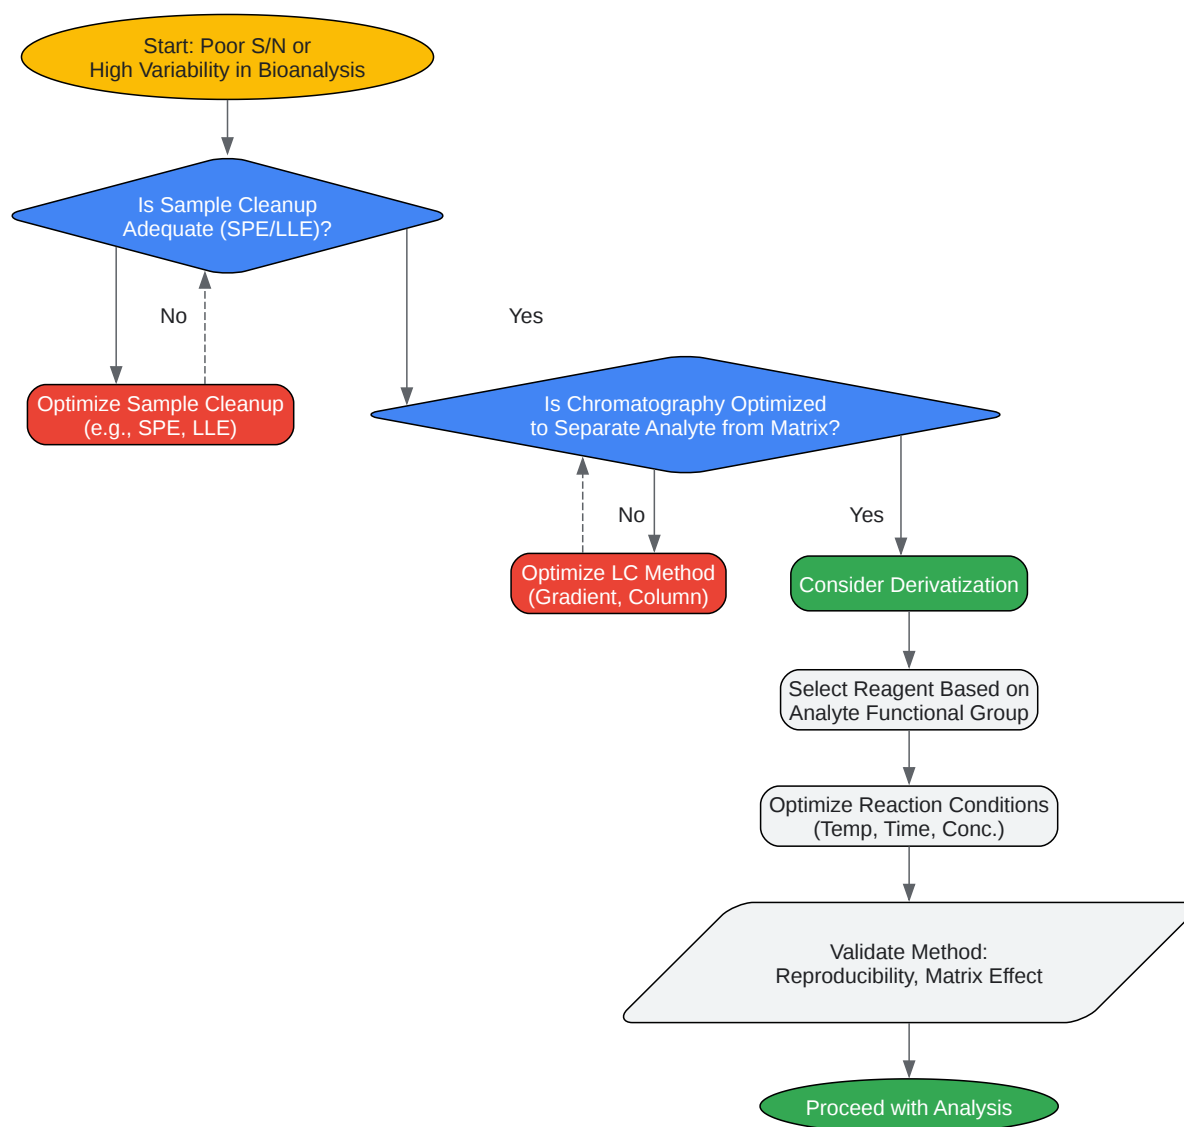 Start: Poor S/N or
High Variability in Bioanalysis
Is Sample Cleanup
Adequate (SPE/LLE)?
No
Yes
Optimize Sample Cleanup
(e.g., SPE, LLE)
Is Chromatography Optimized
to Separate Analyte from Matrix?
No
Yes
Optimize LC Method
(Gradient, Column)
Consider Derivatization
Select Reagent Based on
Analyte Functional Group
Optimize Reaction Conditions
(Temp, Time, Conc.)
Validate Method:
Reproducibility, Matrix Effect
Proceed with Analysis